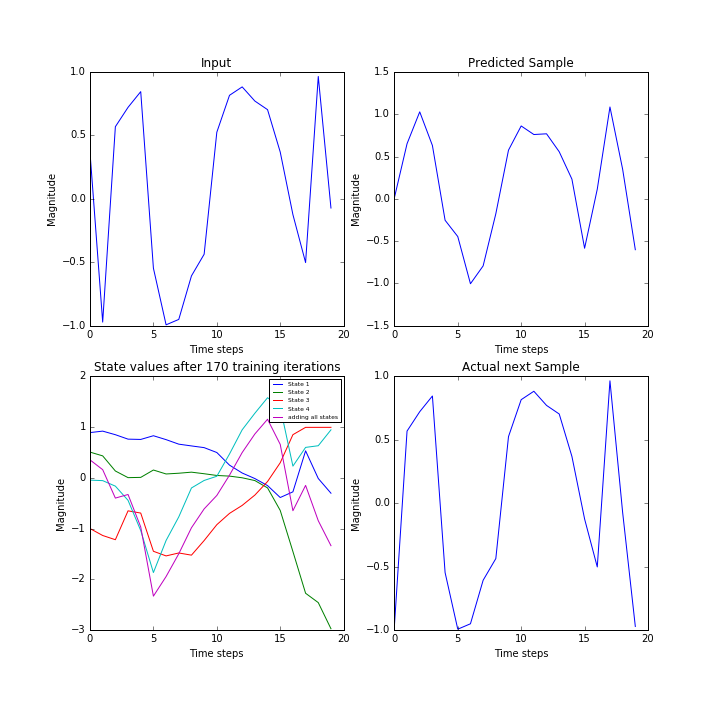 Input
Magnitude
1.0
0.5
0.0
−0.5
−1.0
0 5 10 15 20
Time steps
Predicted Sample
Magnitude
1.5
1.0
0.5
0.0
−0.5
−1.0
−1.5
0 5 10 15 20
Time steps
State values after 170 training iterations
Magnitude
2
1
0
−1
−2
−3
0 5 10 15 20
Time steps
State 1
State 2
State 3
State 4
adding all states
Actual next Sample
Magnitude
1.0
0.5
0.0
−0.5
−1.0
0 5 10 15 20
Time steps